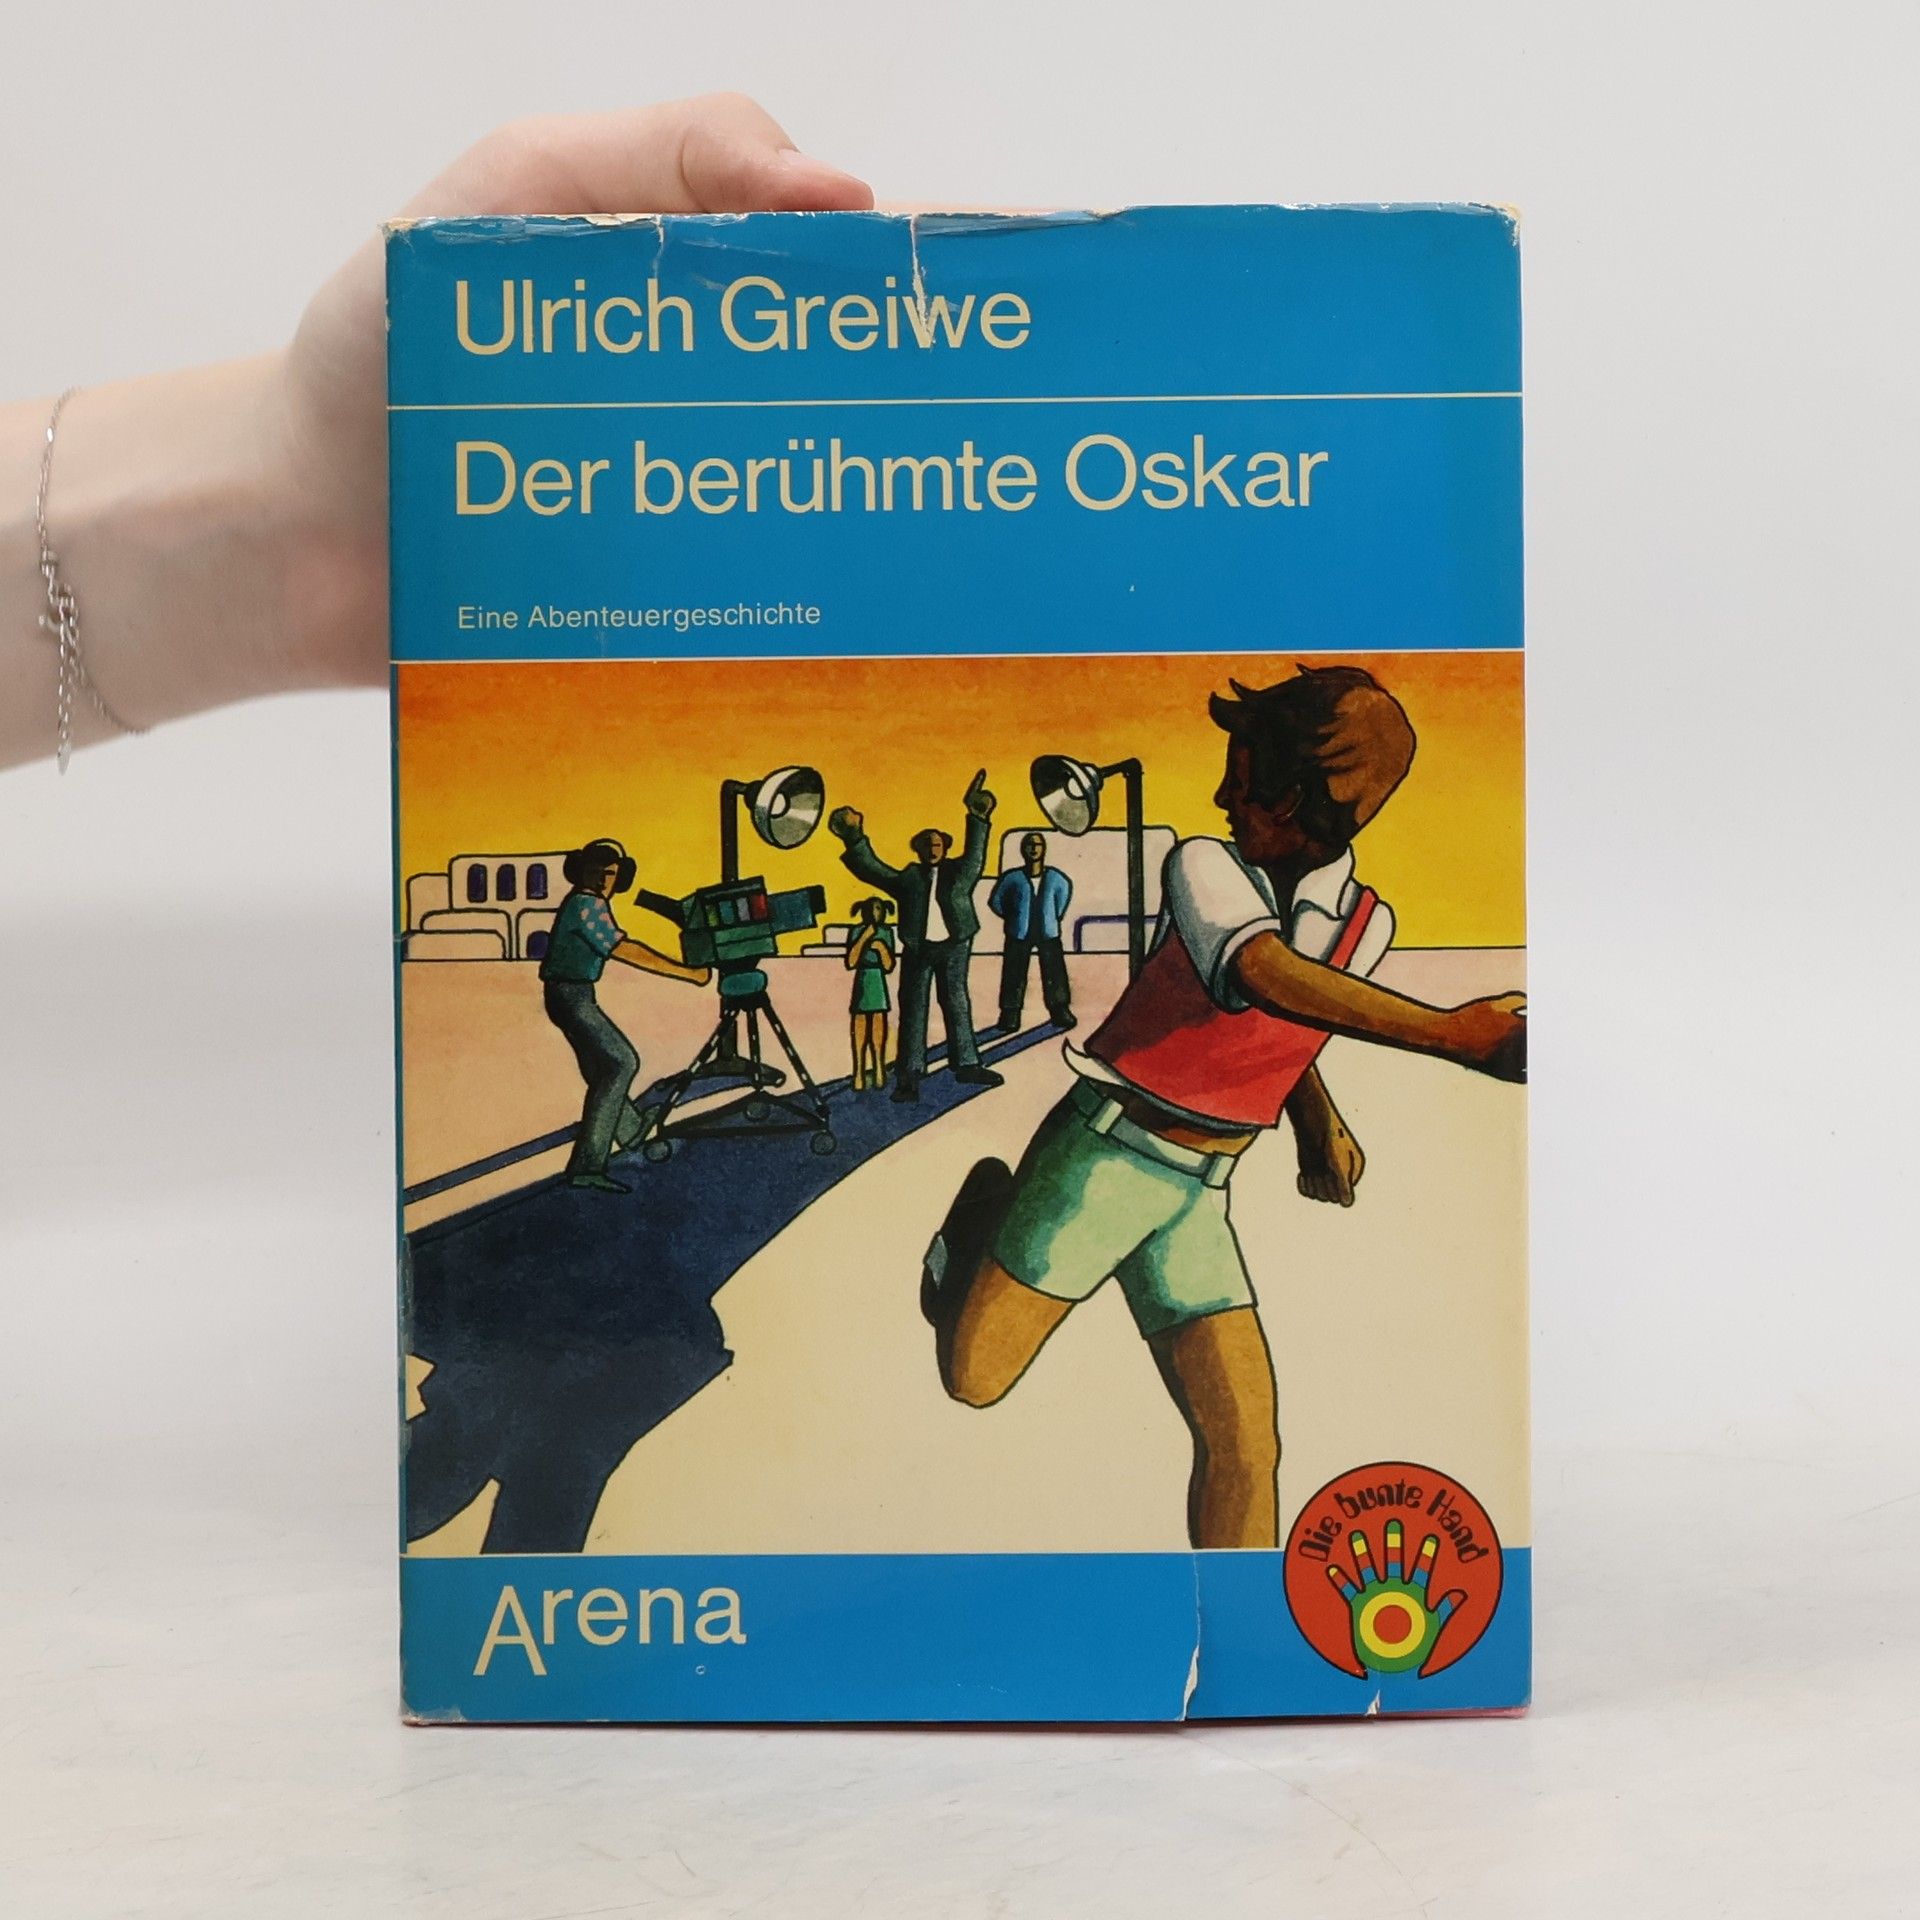 Ulrich Greiwe
Der berühmte Oskar
Eine Abenteuergeschichte
Die bunte Hand
Arena